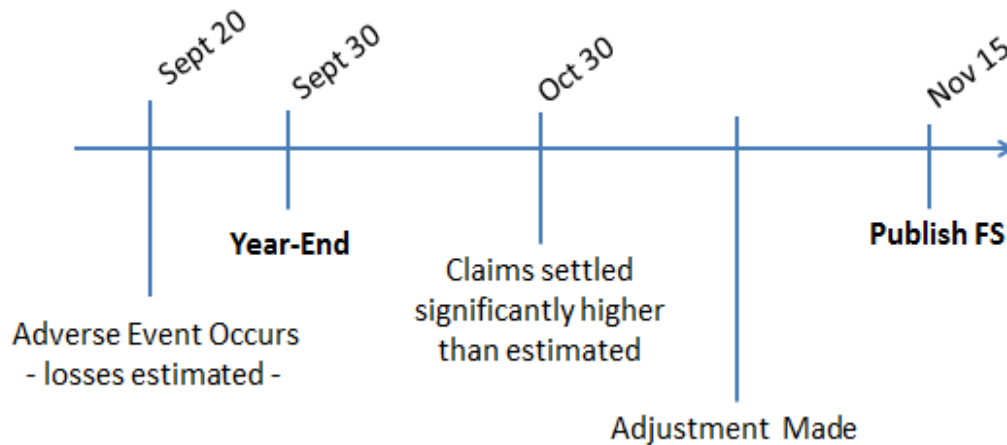 Sept 20
Sept 30
Oct 30
Nov 15
Year-End
Publish FS
Claims settled
significantly higher
than estimated
Adverse Event Occurs
- losses estimated -
Adjustment Made